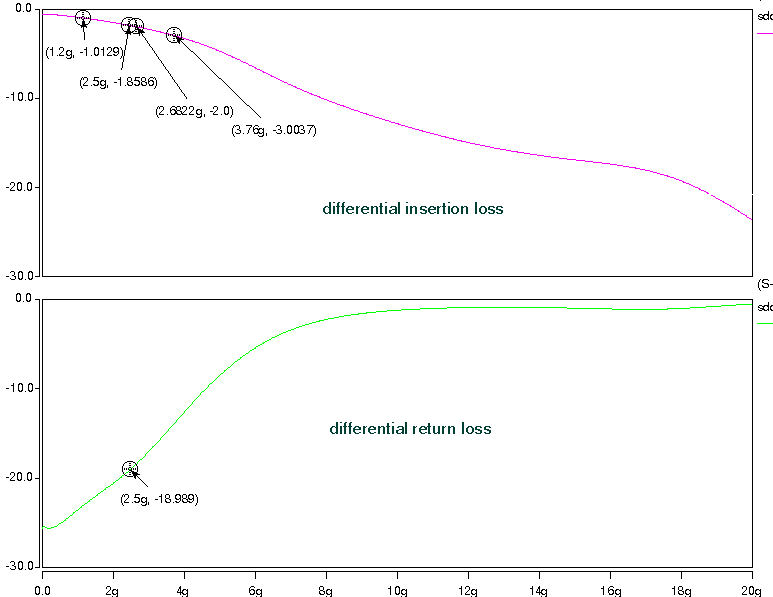 0.0
(1.2g, -1.0129)
(2.5g, -1.8586)
-10.0
(2.6822g, -2.0)
(3.76g, -3.0037)
-20.0
differential insertion loss
-30.0
(S-
0.0
-10.0
differential return loss
-20.0
(2.5g, -18.989)
-30.0
0.0 2g 4g 6g 8g 10g 12g 14g 16g 18g 20g